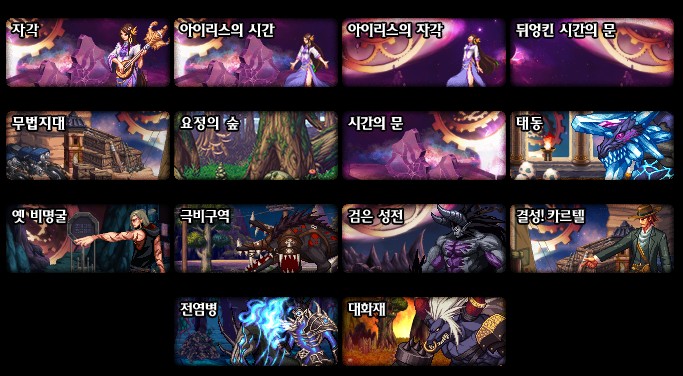 자각
아이리스의 시간
아이리스의 자각
뒤엉킨 시간의 문
무법지대
요정의 숲
시간의 문
태동
옛 비명굴
극비구역
검은 성전
결성! 카르텔
전염병
대화재